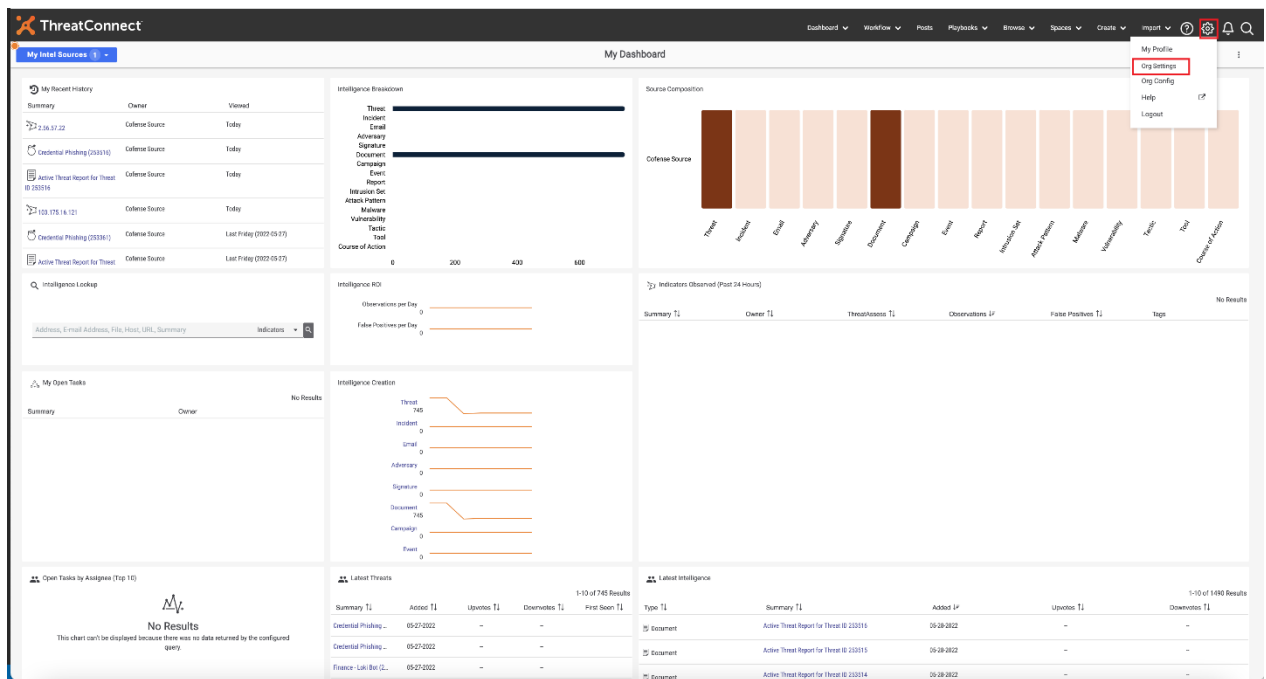 ThreatConnect
Dashboard Workflow Posts Playbooks Browse Spaces Create Import
My Intel Sources 1
My Dashboard
My Profile
Org Settings
Org Config
Help
Logout
My Recent History
Summary Owner Viewed
2.56.57.22 Cofense Source Today
Credential Phishing (253516) Cofense Source Today
Active Threat Report for Threat ID 253516 Cofense Source Today
103.175.16.121 Cofense Source Today
Credential Phishing (253361) Cofense Source Last Friday (2022-05-27)
Active Threat Report for Threat Cofense Source Last Friday (2022-05-27)
Intelligence Breakdown
Threat
Incident
Email
Adversary
Signature
Document
Campaign
Event
Report
Intrusion Set
Attack Pattern
Malware
Vulnerability
Tactic
Tool
Course of Action
0 200 400 600
Source Composition
Cofense Source
Threat Incident Email Adversary Signature Document Campaign Event Report Intrusion Set Attack Pattern Malware Vulnerability Tactic Tool Course of Action
Intelligence Lookup
Address, E-mail Address, File, Host, URL, Summary Indicators
Intelligence ROI
Observations per Day
0
False Positives per Day
0
Indicators Observed (Past 24 Hours)
No Results
Summary Owner ThreatAssess Observations False Positives Tags
My Open Tasks
No Results
Summary Owner
Intelligence Creation
Threat
745
Incident
0
Email
0
Adversary
0
Signature
0
Document
745
Campaign
0
Event
0
Open Tasks by Assignee (Top 10)
No Results
This chart can't be displayed because there was no data returned by the configured
query.
Latest Threats
1-10 of 745 Results
Summary Added Upvotes Downvotes First Seen
Credential Phishing ... 05-27-2022 – –
Credential Phishing ... 05-27-2022 – –
Finance - Loki Bot (2... 05-27-2022 – –
Latest Intelligence
1-10 of 1490 Results
Type Summary Added Upvotes Downvotes
Document Active Threat Report for Threat ID 253516 05-28-2022 – –
Document Active Threat Report for Threat ID 253515 05-28-2022 – –
Document Active Threat Report for Threat ID 253514 05-28-2022 – –